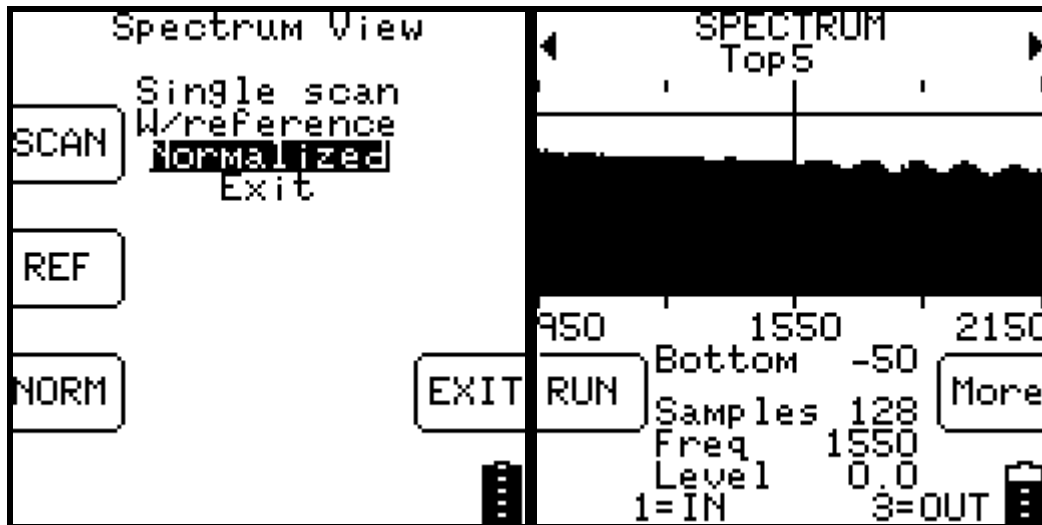 Spectrum View
Single scan
W/reference
Normalized
Exit
SCAN
REF
NORM
EXIT
SPECTRUM
Top5
950 1550 2150
Bottom -50
RUN
More
Samples 128
Freq 1550
Level 0.0
1=IN 3=OUT